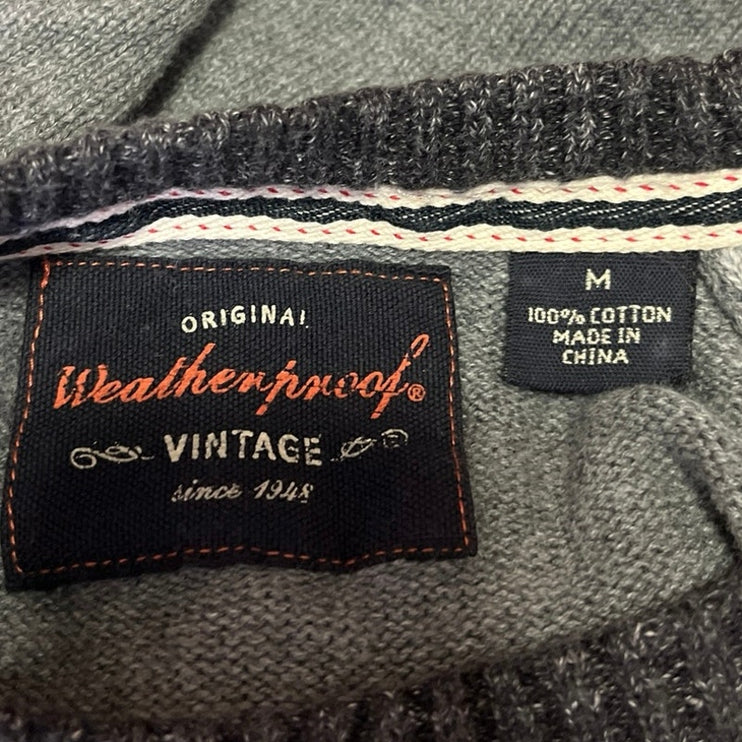 ORIGINAL
Weatherproof®
VINTAGE ©
since 1948
M
100% COTTON
MADE IN
CHINA